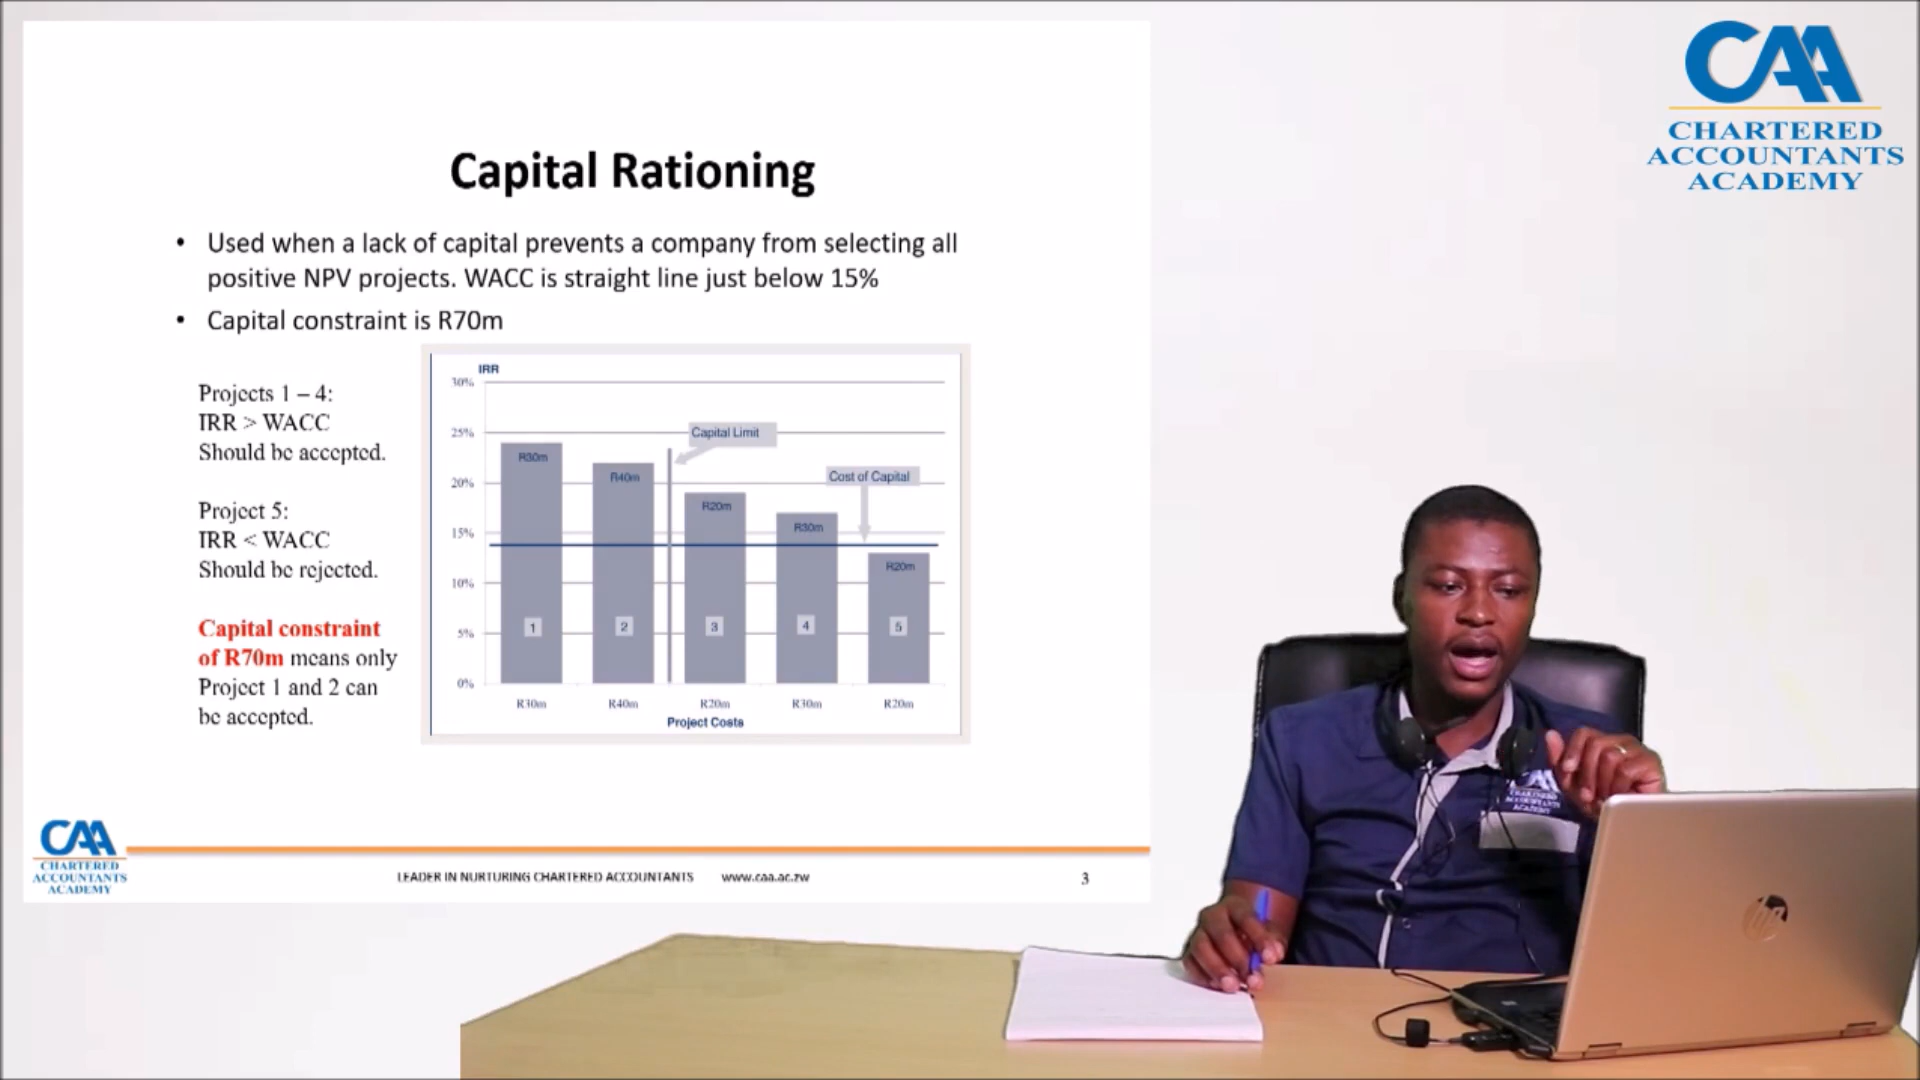 Capital Rationing
• Used when a lack of capital prevents a company from selecting all
positive NPV projects. WACC is straight line just below 15%
• Capital constraint is R70m
Projects 1 – 4:
IRR > WACC
Should be accepted.
Project 5:
IRR < WACC
Should be rejected.
Capital constraint
of R70m means only
Project 1 and 2 can
be accepted.
IRR
30%
25%
20%
15%
10%
5%
0%
Capital Limit
Cost of Capital
R30m
R40m
R20m
R30m
R20m
1
2
3
4
5
R30m
R40m
R20m
R30m
R20m
Project Costs
CAA
CHARTERED
ACCOUNTANTS
ACADEMY
LEADER IN NURTURING CHARTERED ACCOUNTANTS www.caa.ac.zw
3
CAA
CHARTERED
ACCOUNTANTS
ACADEMY
CAA
CHARTERED
ACCOUNTANTS
ACADEMY
hp